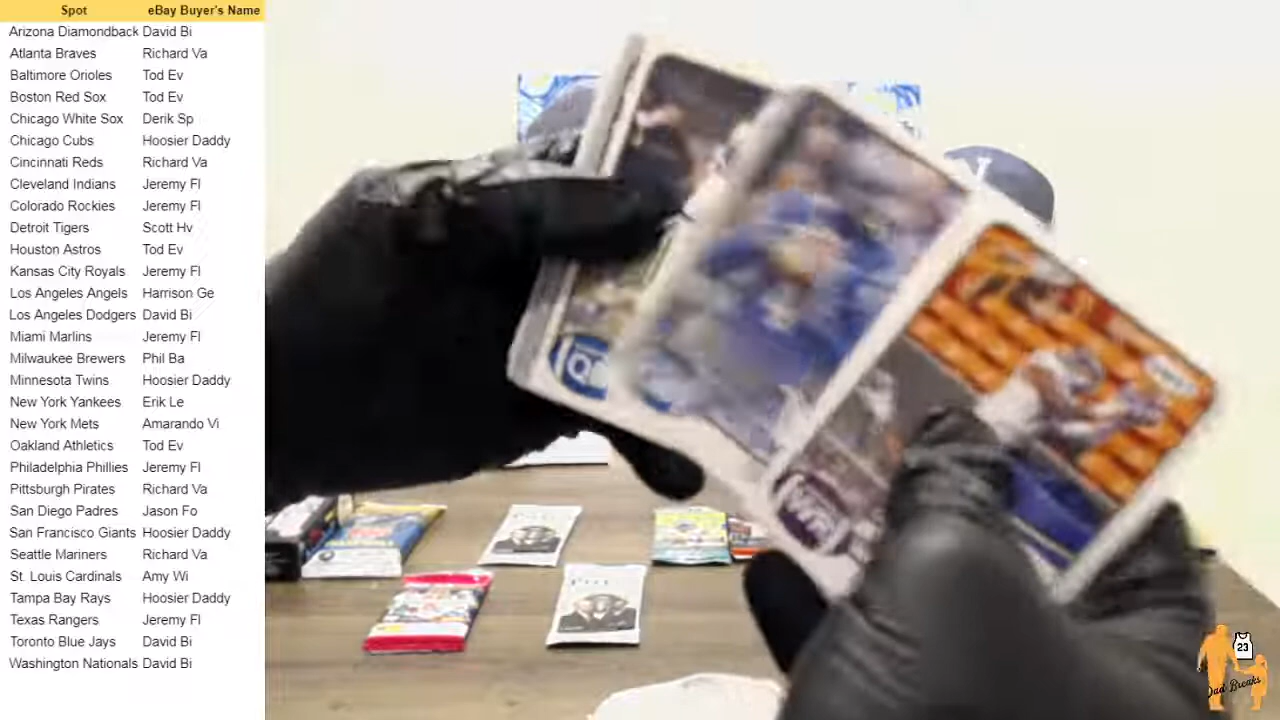 Spot eBay Buyer's Name
Arizona Diamondback David Bi
Atlanta Braves Richard Va
Baltimore Orioles Tod Ev
Boston Red Sox Tod Ev
Chicago White Sox Derik Sp
Chicago Cubs Hoosier Daddy
Cincinnati Reds Richard Va
Cleveland Indians Jeremy Fl
Colorado Rockies Jeremy Fl
Detroit Tigers Scott Hv
Houston Astros Tod Ev
Kansas City Royals Jeremy Fl
Los Angeles Angels Harrison Ge
Los Angeles Dodgers David Bi
Miami Marlins Jeremy Fl
Milwaukee Brewers Phil Ba
Minnesota Twins Hoosier Daddy
New York Yankees Erik Le
New York Mets Amarando Vi
Oakland Athletics Tod Ev
Philadelphia Phillies Jeremy Fl
Pittsburgh Pirates Richard Va
San Diego Padres Jason Fo
San Francisco Giants Hoosier Daddy
Seattle Mariners Richard Va
St. Louis Cardinals Amy Wi
Tampa Bay Rays Hoosier Daddy
Texas Rangers Jeremy Fl
Toronto Blue Jays David Bi
Washington Nationals David Bi
23
Dad Breaks